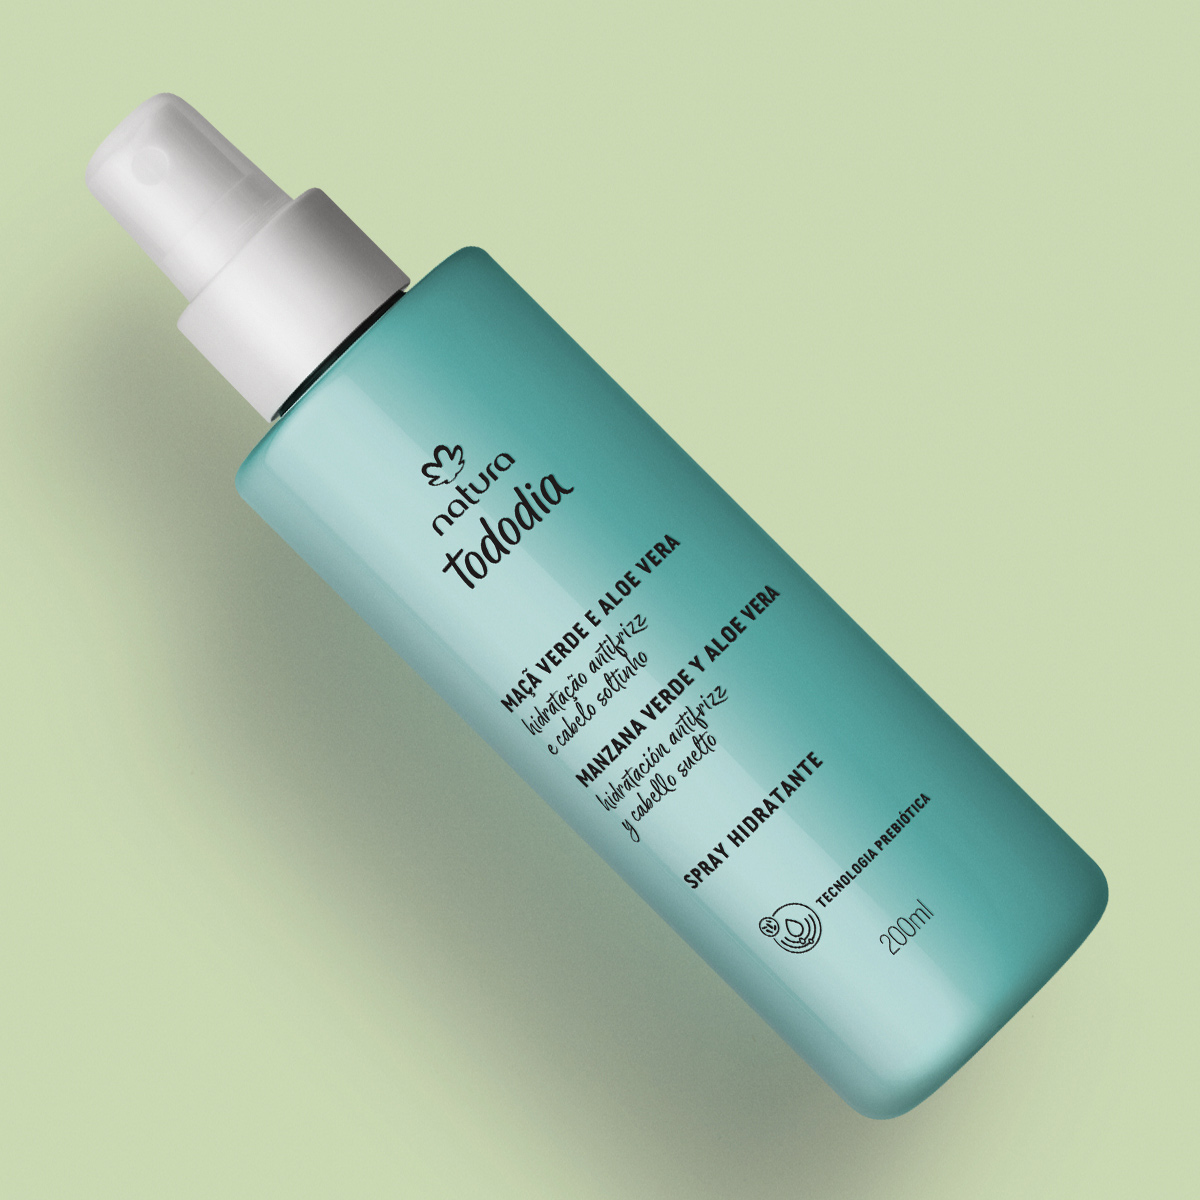 natura
tododia
MAÇÃ VERDE E ALOE VERA
hidratação antifrizz
e cabelo soltinho
MANZANA VERDE Y ALOE VERA
hidratación antifrizz
y cabello suelto
SPRAY HIDRATANTE
TECNOLOGIA PREBIÓTICA
200ml